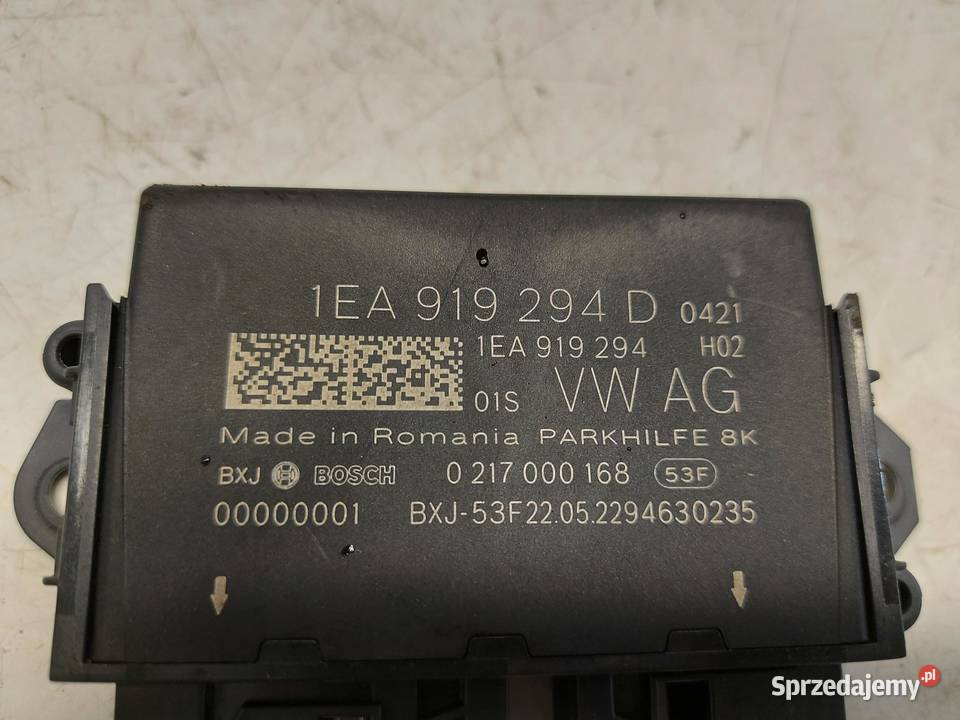 1EA 919 294 D 0421
1EA 919 294 H02
01S VW AG
Made in Romania PARKHILFE 8K
BXJ BOSCH 0 217 000 168 53F
00000001 BXJ-53F22.05.2294630235
Sprzedajemy.pl